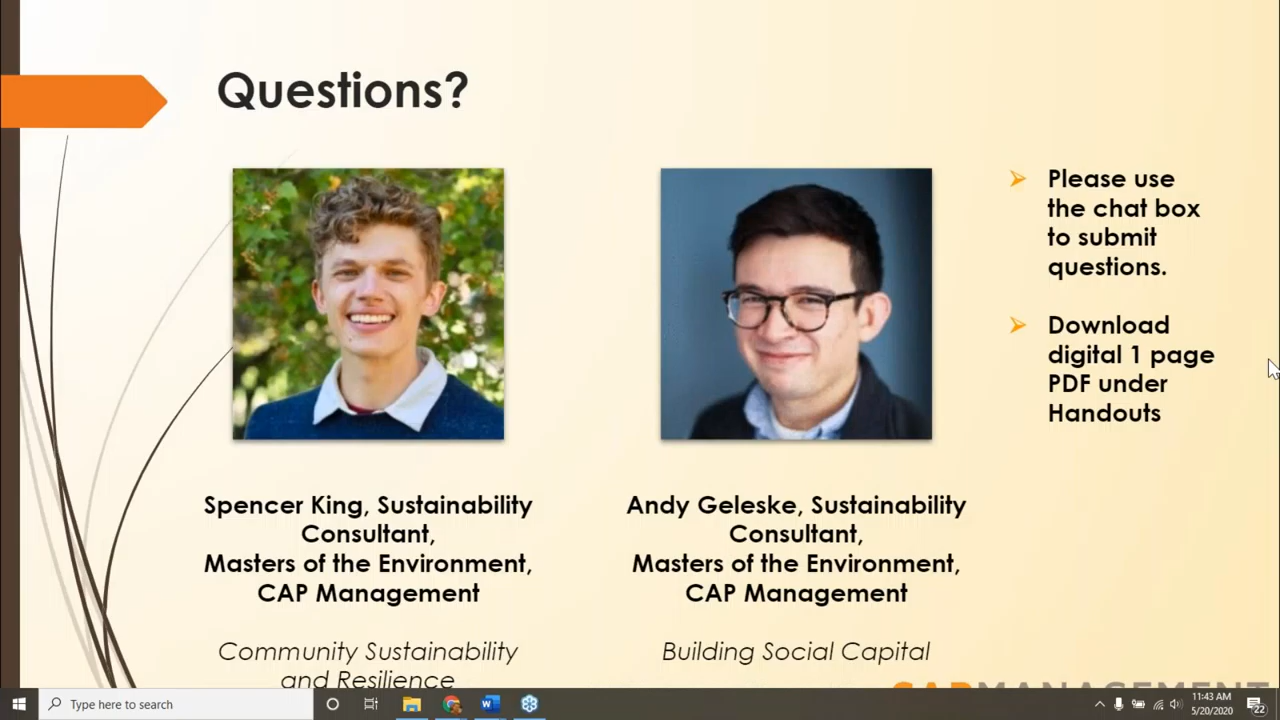 Questions?
Please use
the chat box
to submit
questions.
Download
digital 1 page
PDF under
Handouts
Spencer King, Sustainability
Consultant,
Masters of the Environment,
CAP Management
Community Sustainability
and Resilience
Andy Geleske, Sustainability
Consultant,
Masters of the Environment,
CAP Management
Building Social Capital
CAPMANAGEMENT
Type here to search
11:43 AM
5/20/2020
22